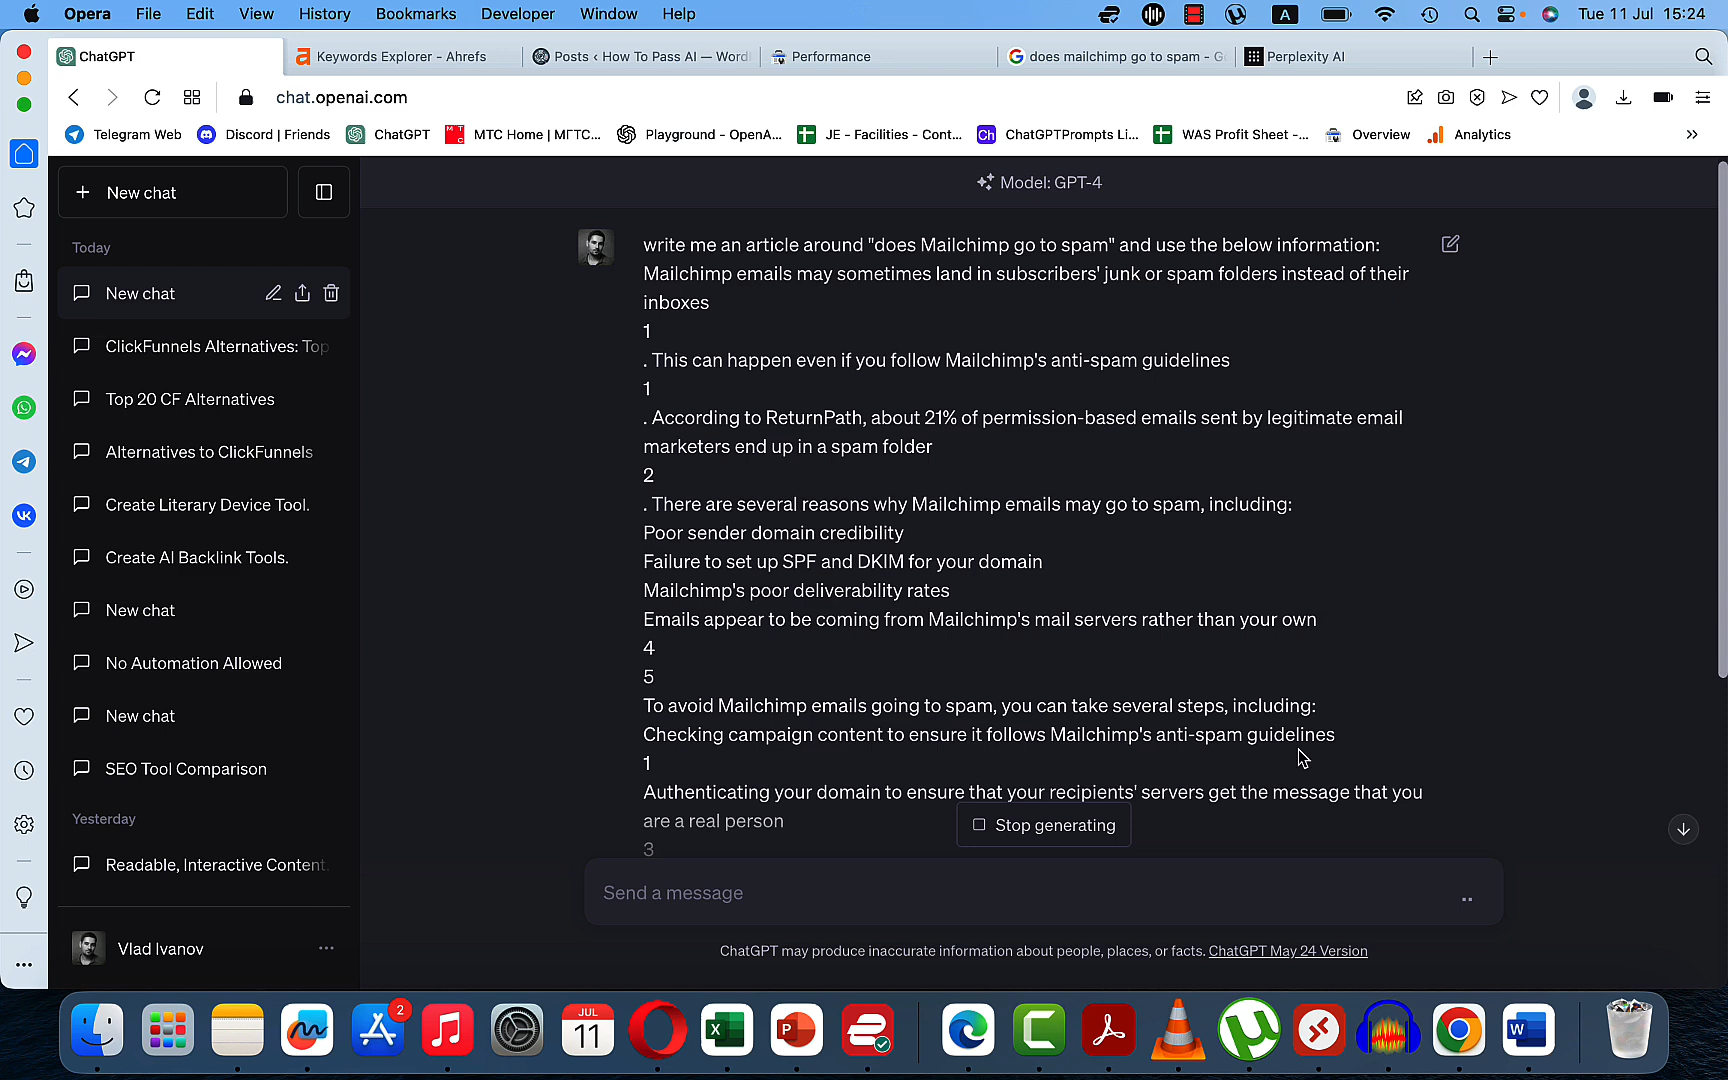 Opera File Edit View History Bookmarks Developer Window Help A Tue 11 Jul 15:24
ChatGPT Keywords Explorer - Ahrefs Posts ‹ How To Pass AI — Word Performance does mailchimp go to spam - G Perplexity AI
chat.openai.com
Telegram Web Discord | Friends ChatGPT MTC Home | МГТС... Playground - OpenA... JE - Facilities - Cont... Ch ChatGPTPrompts Li... WAS Profit Sheet -... Overview Analytics »
+ New chat
Model: GPT-4
Today
New chat
ClickFunnels Alternatives: Top
Top 20 CF Alternatives
Alternatives to ClickFunnels
Create Literary Device Tool.
Create AI Backlink Tools.
New chat
No Automation Allowed
New chat
SEO Tool Comparison
Yesterday
Readable, Interactive Content.
Vlad Ivanov
write me an article around "does Mailchimp go to spam" and use the below information:
Mailchimp emails may sometimes land in subscribers' junk or spam folders instead of their
inboxes
1
. This can happen even if you follow Mailchimp's anti-spam guidelines
1
. According to ReturnPath, about 21% of permission-based emails sent by legitimate email
marketers end up in a spam folder
2
. There are several reasons why Mailchimp emails may go to spam, including:
Poor sender domain credibility
Failure to set up SPF and DKIM for your domain
Mailchimp's poor deliverability rates
Emails appear to be coming from Mailchimp's mail servers rather than your own
4
5
To avoid Mailchimp emails going to spam, you can take several steps, including:
Checking campaign content to ensure it follows Mailchimp's anti-spam guidelines
1
Authenticating your domain to ensure that your recipients' servers get the message that you
are a real person
3
Stop generating
Send a message
ChatGPT may produce inaccurate information about people, places, or facts. ChatGPT May 24 Version
2
JUL
11
X
P
W